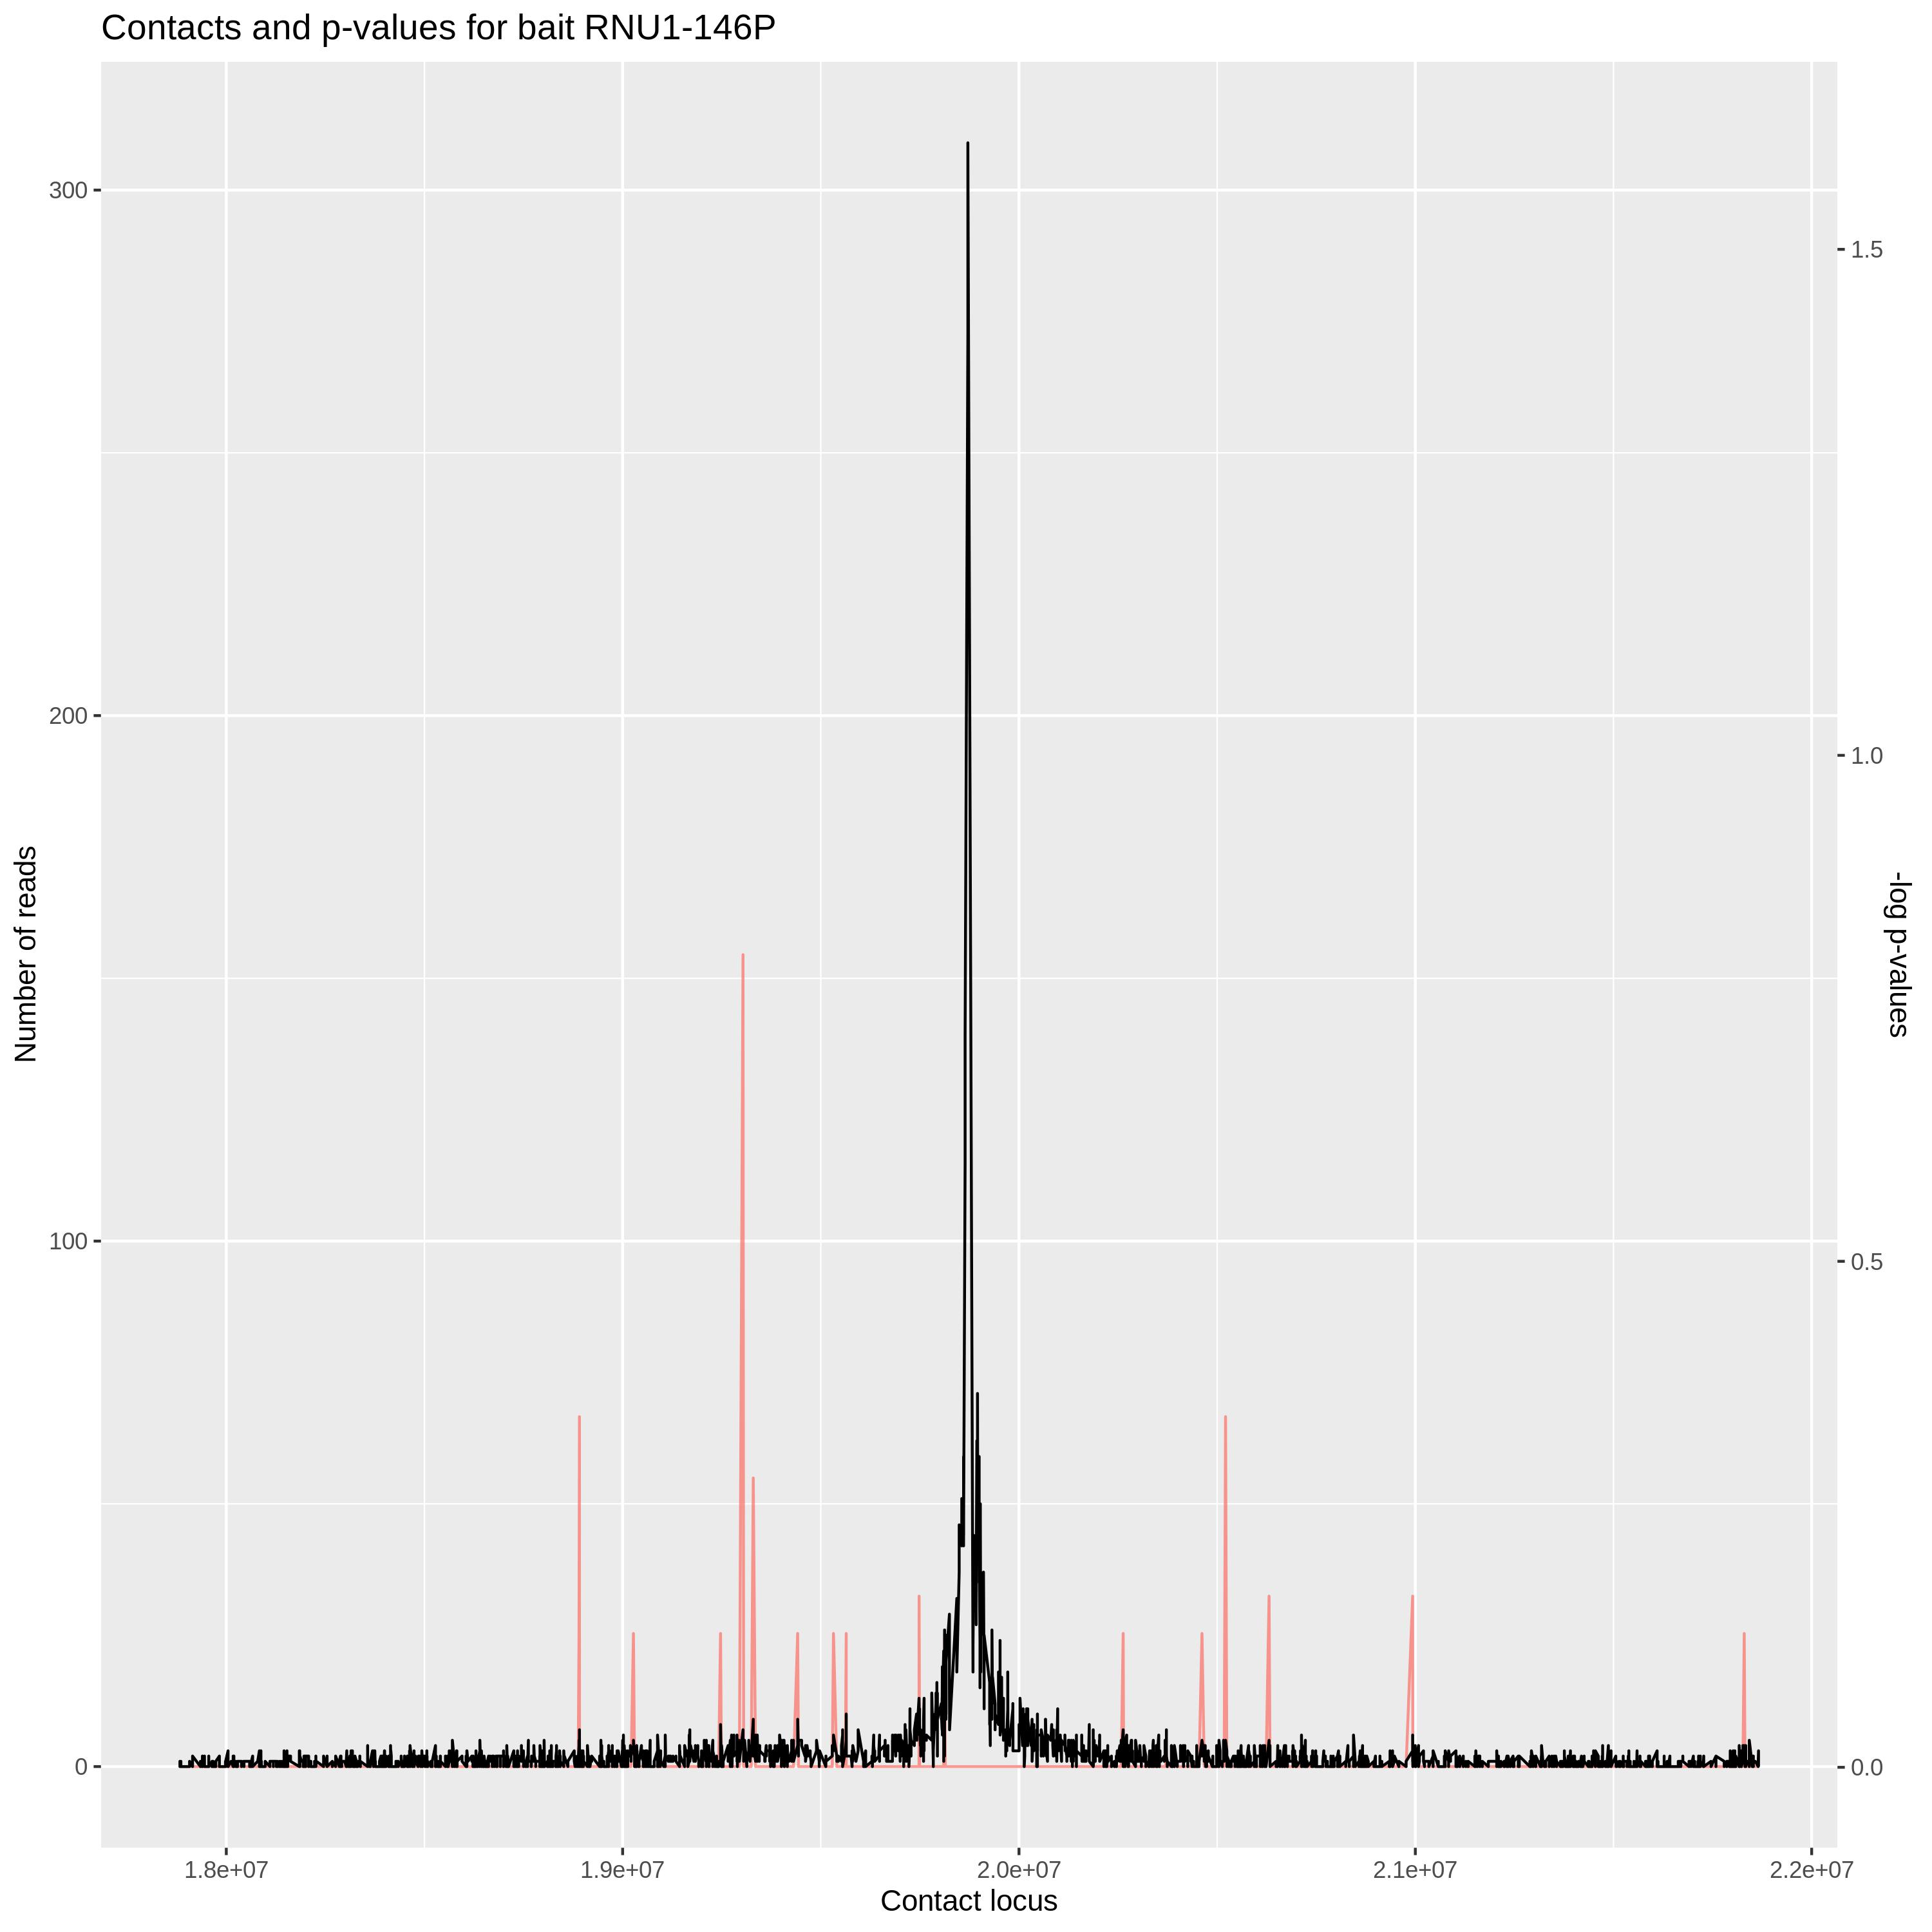 Contacts and p-values for bait RNU1-146P
300
200
100
0
Number of reads
1.5
1.0
0.5
0.0
-log p-values
1.8e+07
1.9e+07
2.0e+07
2.1e+07
2.2e+07
Contact locus